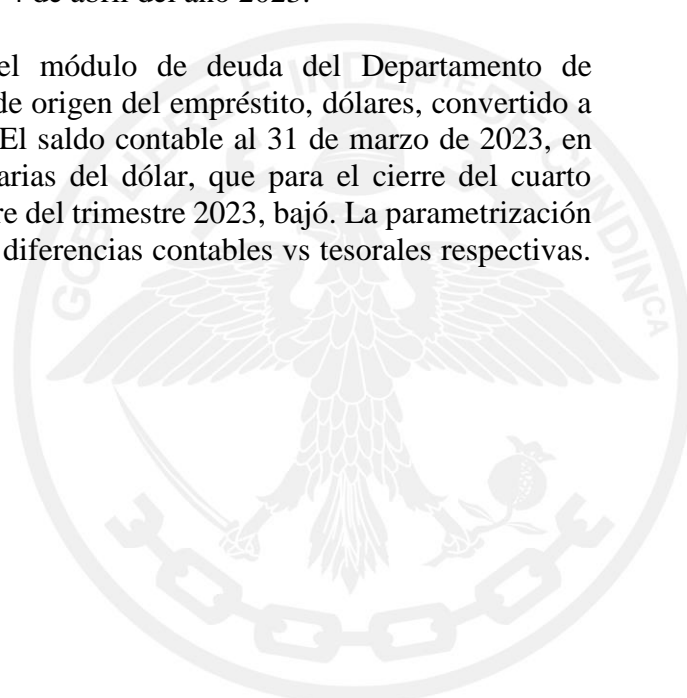 4 de abril del año 2023.
el módulo de deuda del Departamento de
de origen del empréstito, dólares, convertido a
El saldo contable al 31 de marzo de 2023, en
arias del dólar, que para el cierre del cuarto
re del trimestre 2023, bajó. La parametrización
diferencias contables vs tesorales respectivas.